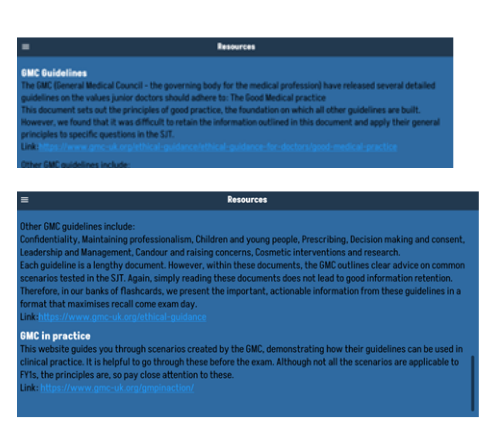 Resources
GMC Guidelines
The GMC (General Medical Council - the governing body for the medical profession) have released several detailed
guidelines on the values junior doctors should adhere to: The Good Medical practice
This document sets out the principles of good practice, the foundation on which all other guidelines are built.
However, we found that it was difficult to retain the information outlined in this document and apply their general
principles to specific questions in the SJT.
Link: https://www.gmc-uk.org/ethical-guidance/ethical-guidance-for-doctors/good-medical-practice
Other GMC guidelines include:
Resources
Other GMC guidelines include:
Confidentiality, Maintaining professionalism, Children and young people, Prescribing, Decision making and consent,
Leadership and Management, Candour and raising concerns, Cosmetic interventions and research.
Each guideline is a lengthy document. However, within these documents, the GMC outlines clear advice on common
scenarios tested in the SJT. Again, simply reading these documents does not lead to good information retention.
Therefore, in our banks of flashcards, we present the important, actionable information from these guidelines in a
format that maximises recall come exam day.
Link: https://www.gmc-uk.org/ethical-guidance
GMC in practice
This website guides you through scenarios created by the GMC, demonstrating how their guidelines can be used in
clinical practice. It is helpful to go through these before the exam. Although not all the scenarios are applicable to
FY1s, the principles are, so pay close attention to these.
Link: https://www.gmc-uk.org/gmpinaction/